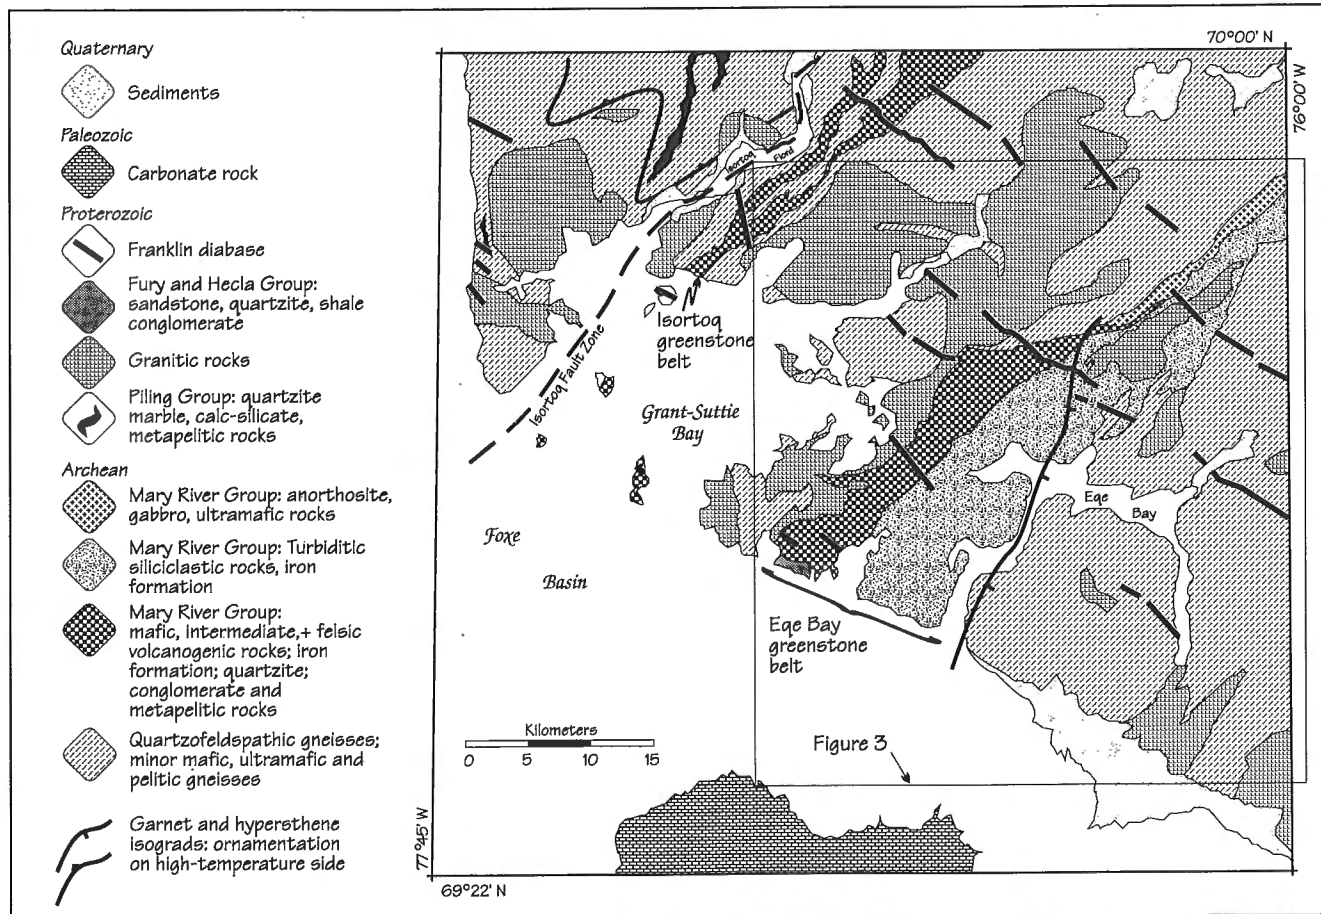 Quaternary
Sediments
Paleozoic
Carbonate rock
Proterozoic
Franklin diabase
Fury and Hecla Group:
sandstone, quartzite, shale
conglomerate
Granitic rocks
Piling Group: quartzite
marble, calc-silicate,
metapelitic rocks
Archean
Mary River Group: anorthosite,
gabbro, ultramafic rocks
Mary River Group: Turbiditic
siliciclastic rocks, iron
formation
Mary River Group:
mafic, intermediate,+ felsic
volcanogenic rocks; iron
formation; quartzite;
conglomerate and
metapelitic rocks
Quartzofeldspathic gneisses;
minor mafic, ultramafic and
pelitic gneisses
Garnet and hypersthene
isograds: ornamentation
on high-temperature side
70°00' N
76°00' W
Isortoq Fiord
Isortoq
greenstone
belt
Isortoq Fault Zone
Grant-Suttie
Bay
Foxe
Basin
Eqe
Bay
Eqe Bay
greenstone
belt
Kilometers
0 5 10 15
Figure 3
77°45' W
69°22' N